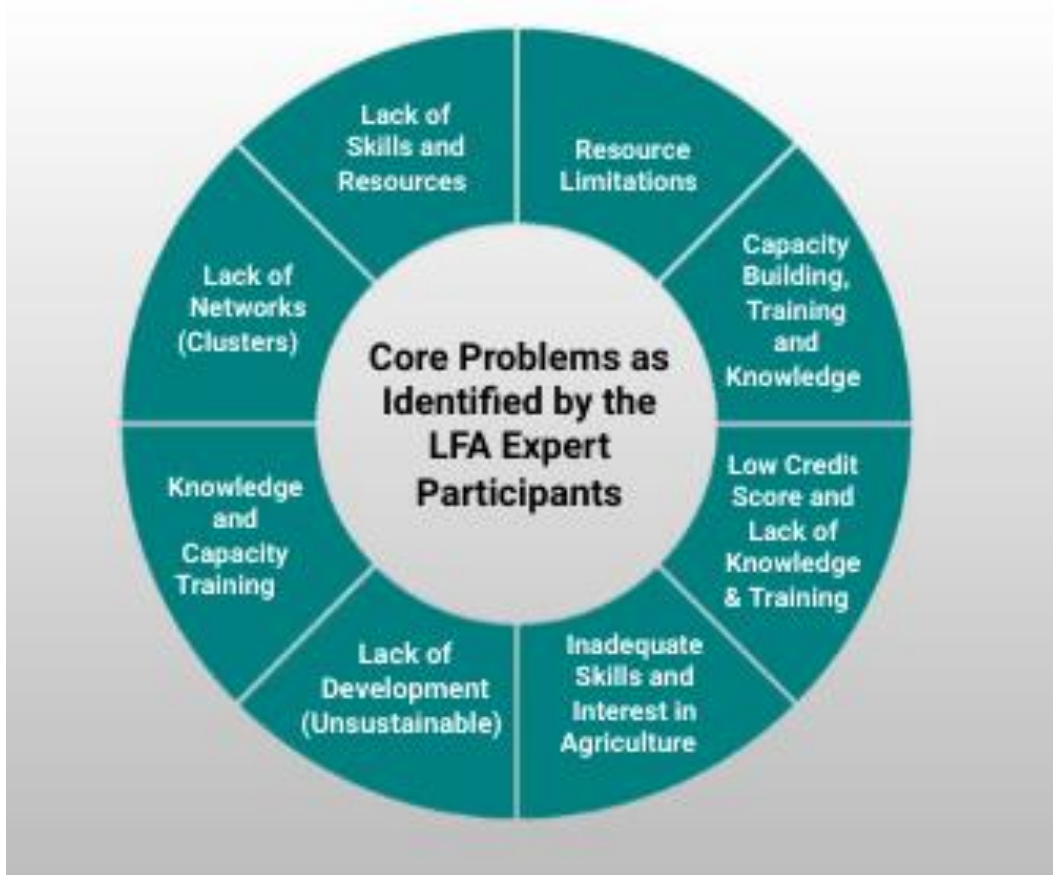 Core Problems as
Identified by the
LFA Expert
Participants
Resource
Limitations
Capacity
Building,
Training
and
Knowledge
Low Credit
Score and
Lack of
Knowledge
& Training
Inadequate
Skills and
Interest in
Agriculture
Lack of
Development
(Unsustainable)
Knowledge
and
Capacity
Training
Lack of
Networks
(Clusters)
Lack of
Skills and
Resources